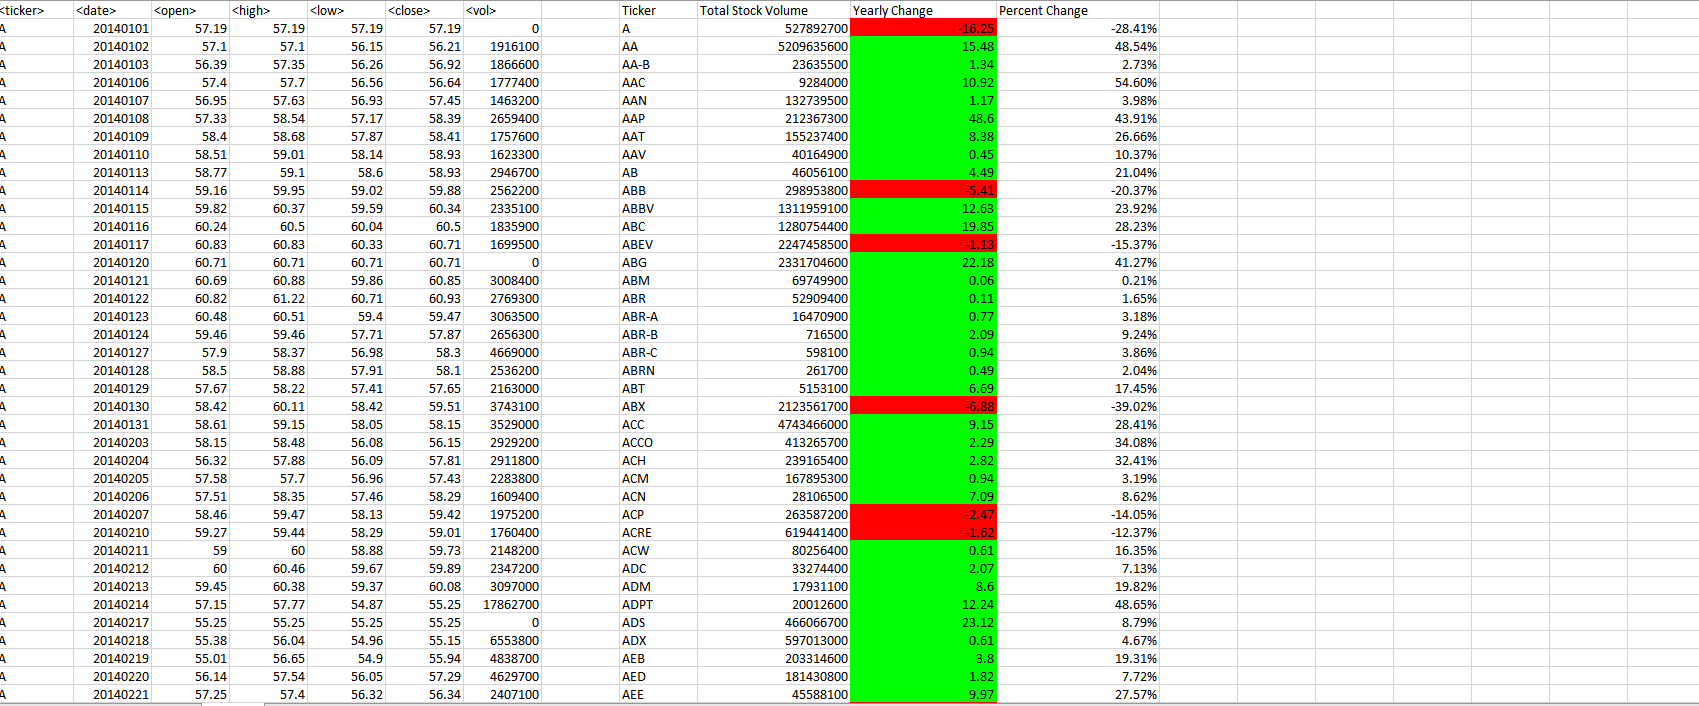 <ticker> <date> <open> <high> <low> <close> <vol> Ticker Total Stock Volume Yearly Change Percent Change
A 20140101 57.19 57.19 57.19 57.19 0 A 527892700 -16.25 -28.41%
A 20140102 57.1 57.1 56.15 56.21 1916100 AA 5209635600 15.48 48.54%
A 20140103 56.39 57.35 56.26 56.92 1866600 AA-B 23635500 1.34 2.73%
A 20140106 57.4 57.7 56.56 56.64 1777400 AAC 9284000 10.92 54.60%
A 20140107 56.95 57.63 56.93 57.45 1463200 AAN 132739500 1.17 3.98%
A 20140108 57.33 58.54 57.17 58.39 2659400 AAP 212367300 48.6 43.91%
A 20140109 58.4 58.68 57.87 58.41 1757600 AAT 155237400 8.38 26.66%
A 20140110 58.51 59.01 58.14 58.93 1623300 AAV 40164900 0.45 10.37%
A 20140113 58.77 59.1 58.6 58.93 2946700 AB 46056100 4.49 21.04%
A 20140114 59.16 59.95 59.02 59.88 2562200 ABB 298953800 -5.41 -20.37%
A 20140115 59.82 60.37 59.59 60.34 2335100 ABBV 1311959100 12.63 23.92%
A 20140116 60.24 60.5 60.04 60.5 1835900 ABC 1280754400 19.85 28.23%
A 20140117 60.83 60.83 60.33 60.71 1699500 ABEV 2247458500 -1.13 -15.37%
A 20140120 60.71 60.71 60.71 60.71 0 ABG 2331704600 22.18 41.27%
A 20140121 60.69 60.88 59.86 60.85 3008400 ABM 69749900 0.06 0.21%
A 20140122 60.82 61.22 60.71 60.93 2769300 ABR 52909400 0.11 1.65%
A 20140123 60.48 60.51 59.4 59.47 3063500 ABR-A 16470900 0.77 3.18%
A 20140124 59.46 59.46 57.71 57.87 2656300 ABR-B 716500 2.09 9.24%
A 20140127 57.9 58.37 56.98 58.3 4669000 ABR-C 598100 0.94 3.86%
A 20140128 58.5 58.88 57.91 58.1 2536200 ABRN 261700 0.49 2.04%
A 20140129 57.67 58.22 57.41 57.65 2163000 ABT 5153100 6.69 17.45%
A 20140130 58.42 60.11 58.42 59.51 3743100 ABX 2123561700 -6.88 -39.02%
A 20140131 58.61 59.15 58.05 58.15 3529000 ACC 4743466000 9.15 28.41%
A 20140203 58.15 58.48 56.08 56.15 2929200 ACCO 413265700 2.29 34.08%
A 20140204 56.32 57.88 56.09 57.81 2911800 ACH 239165400 2.82 32.41%
A 20140205 57.58 57.7 56.96 57.43 2283800 ACM 167895300 0.94 3.19%
A 20140206 57.51 58.35 57.46 58.29 1609400 ACN 28106500 7.09 8.62%
A 20140207 58.46 59.47 58.13 59.42 1975200 ACP 263587200 -2.47 -14.05%
A 20140210 59.27 59.44 58.29 59.01 1760400 ACRE 619441400 -1.62 -12.37%
A 20140211 59 60 58.88 59.73 2148200 ACW 80256400 0.61 16.35%
A 20140212 60 60.46 59.67 59.89 2347200 ADC 33274400 2.07 7.13%
A 20140213 59.45 60.38 59.37 60.08 3097000 ADM 17931100 8.6 19.82%
A 20140214 57.15 57.77 54.87 55.25 17862700 ADPT 20012600 12.24 48.65%
A 20140217 55.25 55.25 55.25 55.25 0 ADS 466066700 23.12 8.79%
A 20140218 55.38 56.04 54.96 55.15 6553800 ADX 597013000 0.61 4.67%
A 20140219 55.01 56.65 54.9 55.94 4838700 AEB 203314600 3.8 19.31%
A 20140220 56.14 57.54 56.05 57.29 4629700 AED 181430800 1.82 7.72%
A 20140221 57.25 57.4 56.32 56.34 2407100 AEE 45588100 9.97 27.57%